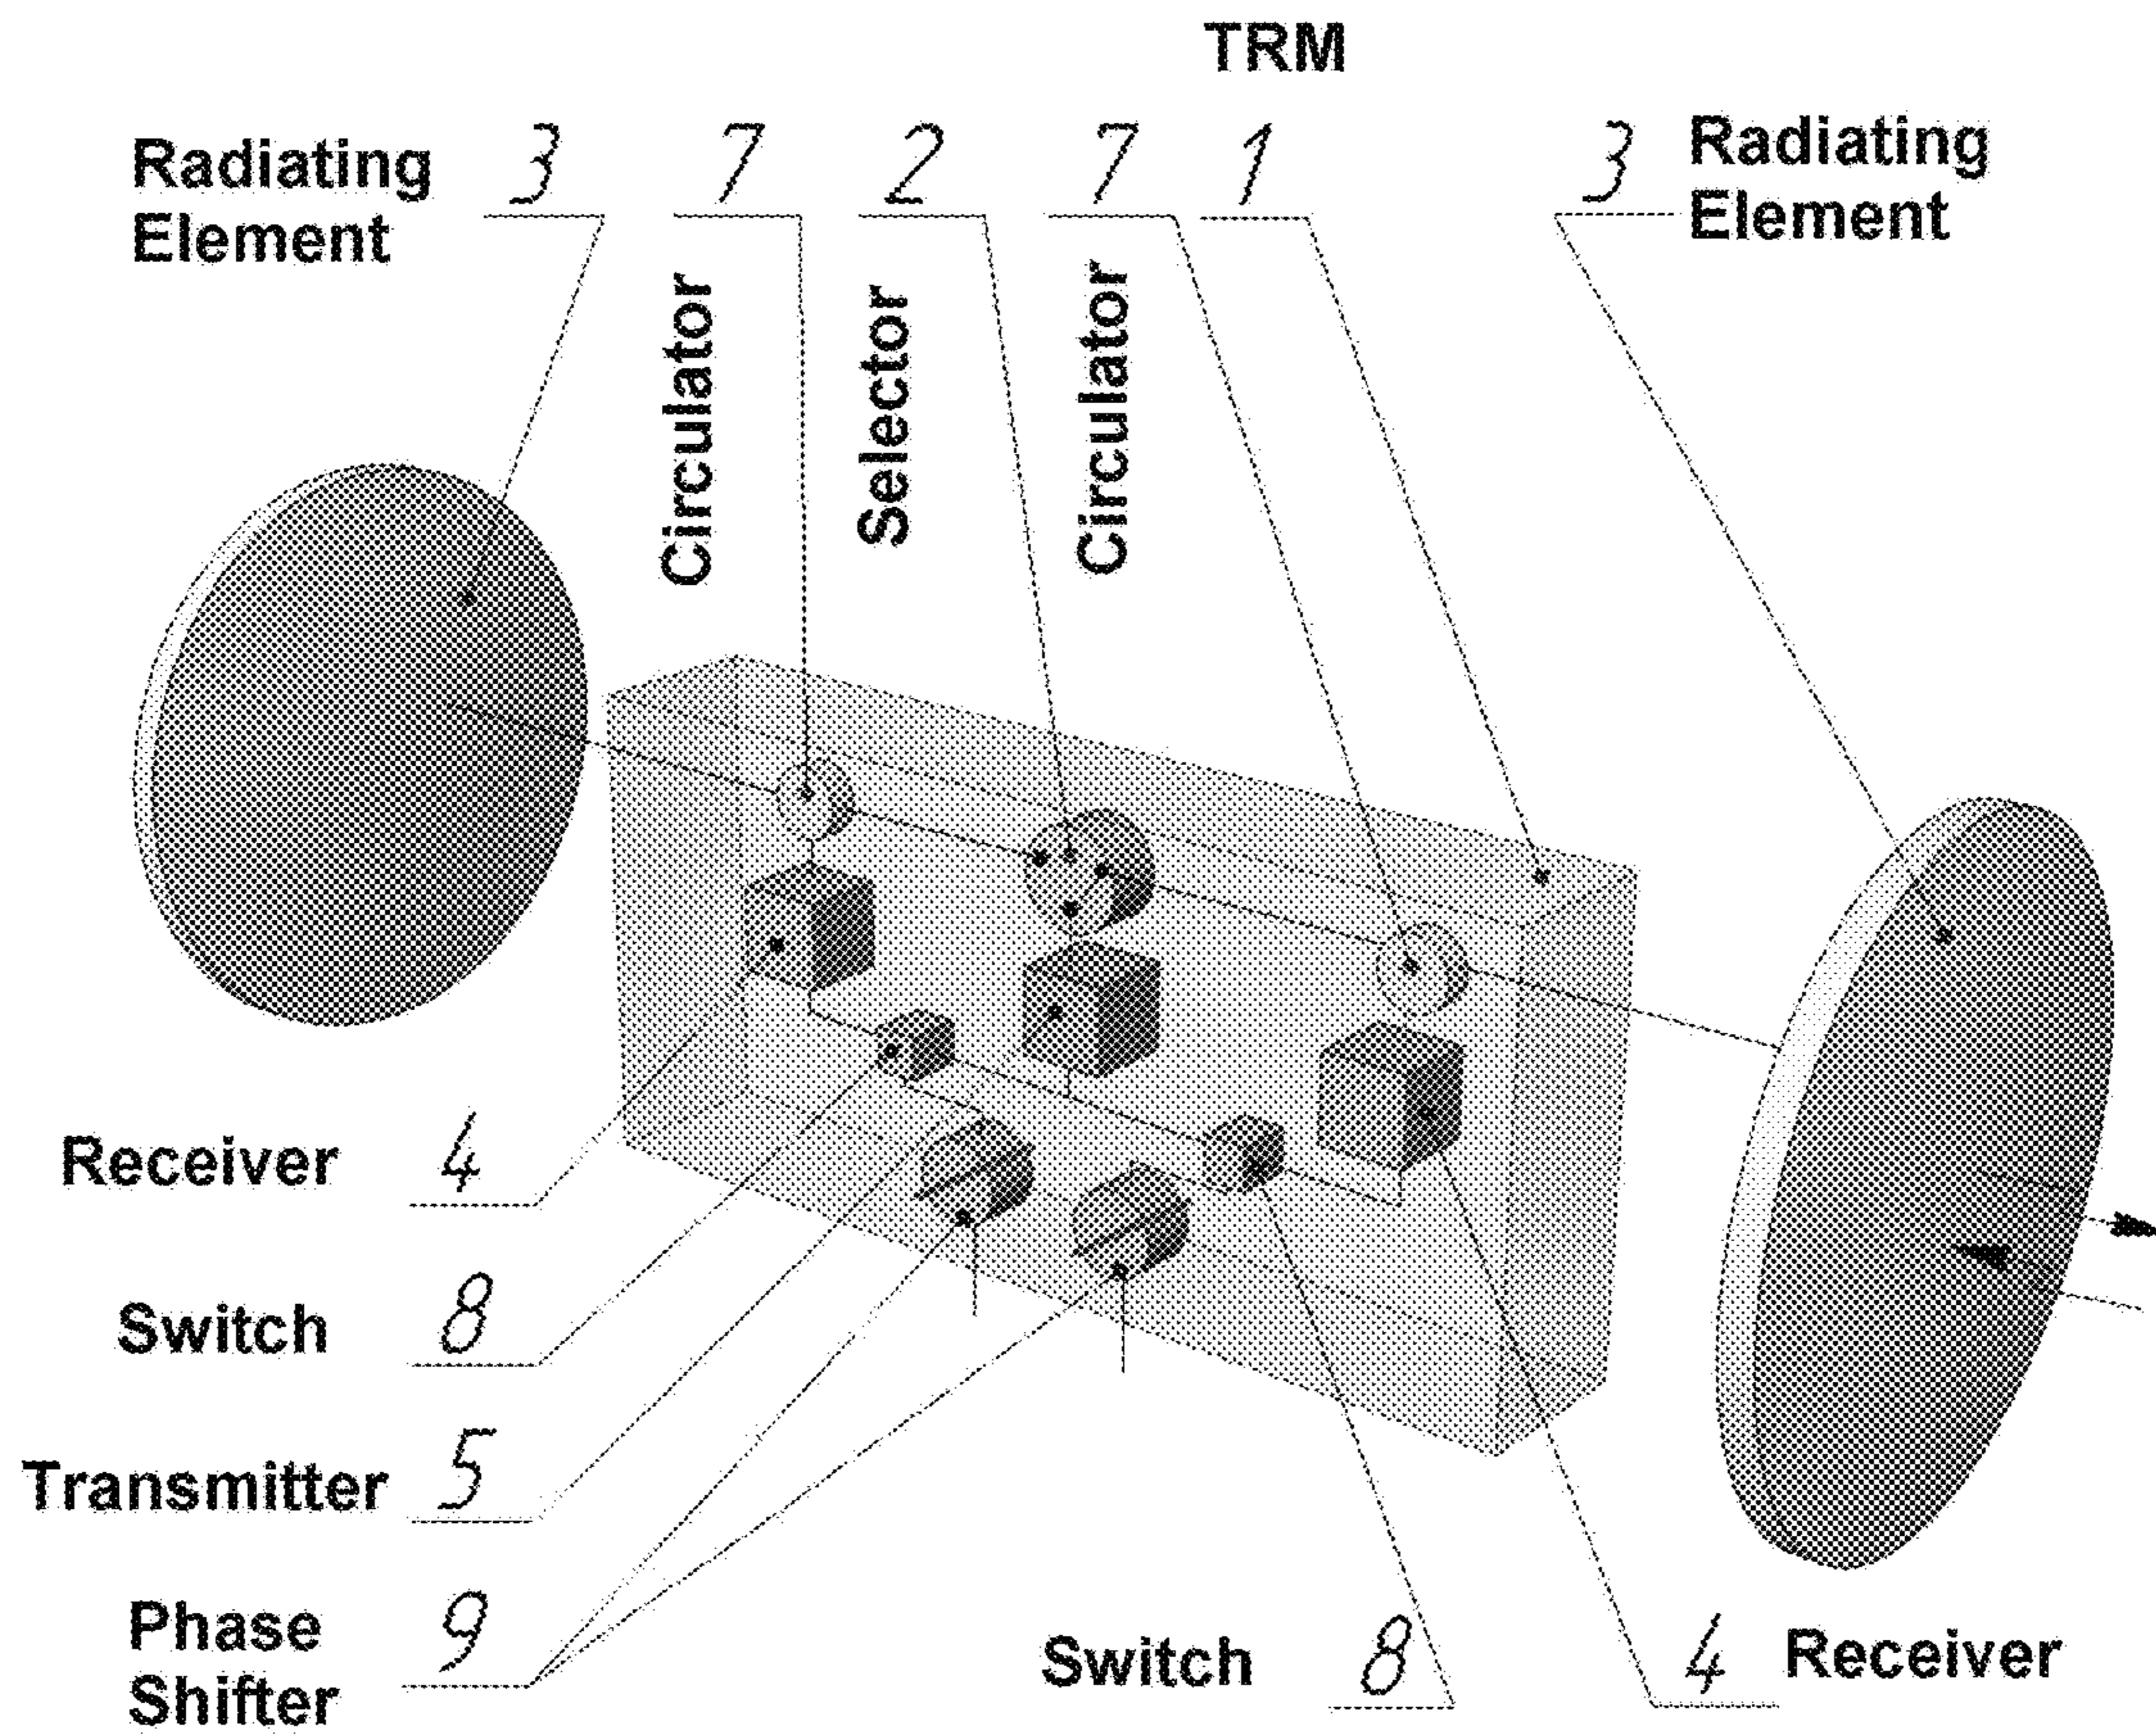 TRM
Radiating 3 7 2 7 1 3 Radiating
Element Element
Circulator
Selector
Circulator
Receiver 4
Switch 8
Transmitter 5
Phase 9
Shifter
Switch 8
4 Receiver